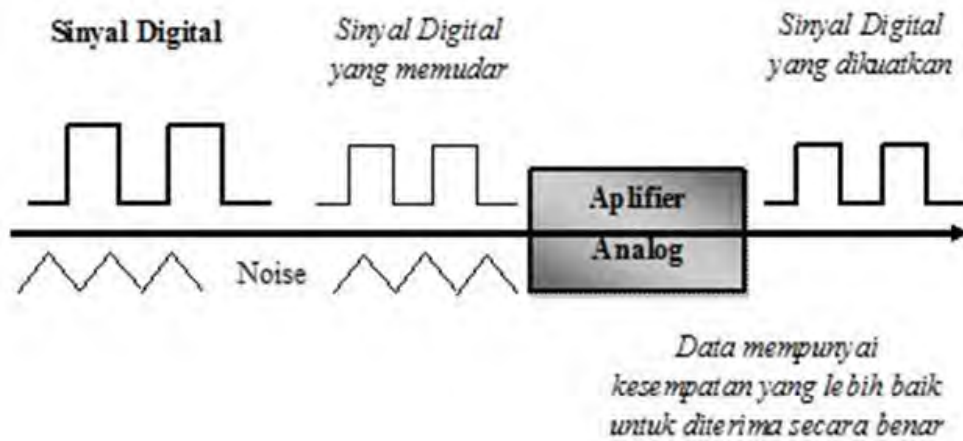 Sinyal Digital
Sinyal Digital
yang memudar
Sinyal Digital
yang dikuatkan
Aplifier
Analog
Noise
Data mempunyai
kesempatan yang lebih baik
untuk diterima secara benar